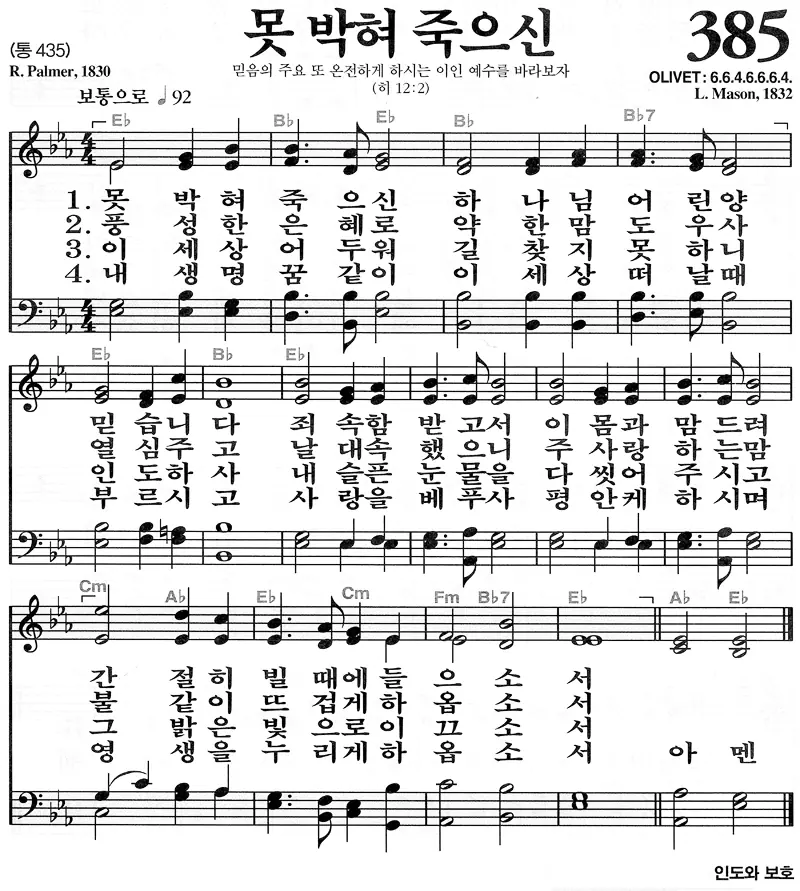 (통 435) 못 박혀 죽으신 385
R. Palmer, 1830 믿음의 주요 또 온전하게 하시는 이인 예수를 바라보자 OLIVET : 6.6.4.6.6.6.4.
(히 12:2) L. Mason, 1832
보통으로 ♩92
E♭ B♭ E♭ B♭ B♭7
1. 못 박혀 죽으신 하 나 님 어 린양
2. 풍 성한 은 혜로 약 한맘 도 우사
3. 이 세상 어 두워 길 찾지 못 하니
4. 내 생명 꿈 같이 이 세상 떠 날때
E♭ B♭ E♭
믿 습니 다 죄 속함 받 고서 이 몸과 맘 드려
열 심주 고 날 대속 했 으니 주 사랑 하 는맘
인 도하 사 내 슬픈 눈 물을 다 씻어 주 시고
부 르시 고 사 랑을 베 푸사 평 안케 하 시며
Cm A♭ E♭ Cm Fm B♭7 E♭ A♭ E♭
간 절히 빌 때에들 으 소 서
불 같이 뜨 겁게하 옵 소 서
그 밝은 빛 으로이 끄 소 서
영 생을 누 리게하 옵 소 서 아 멘
인도와 보호